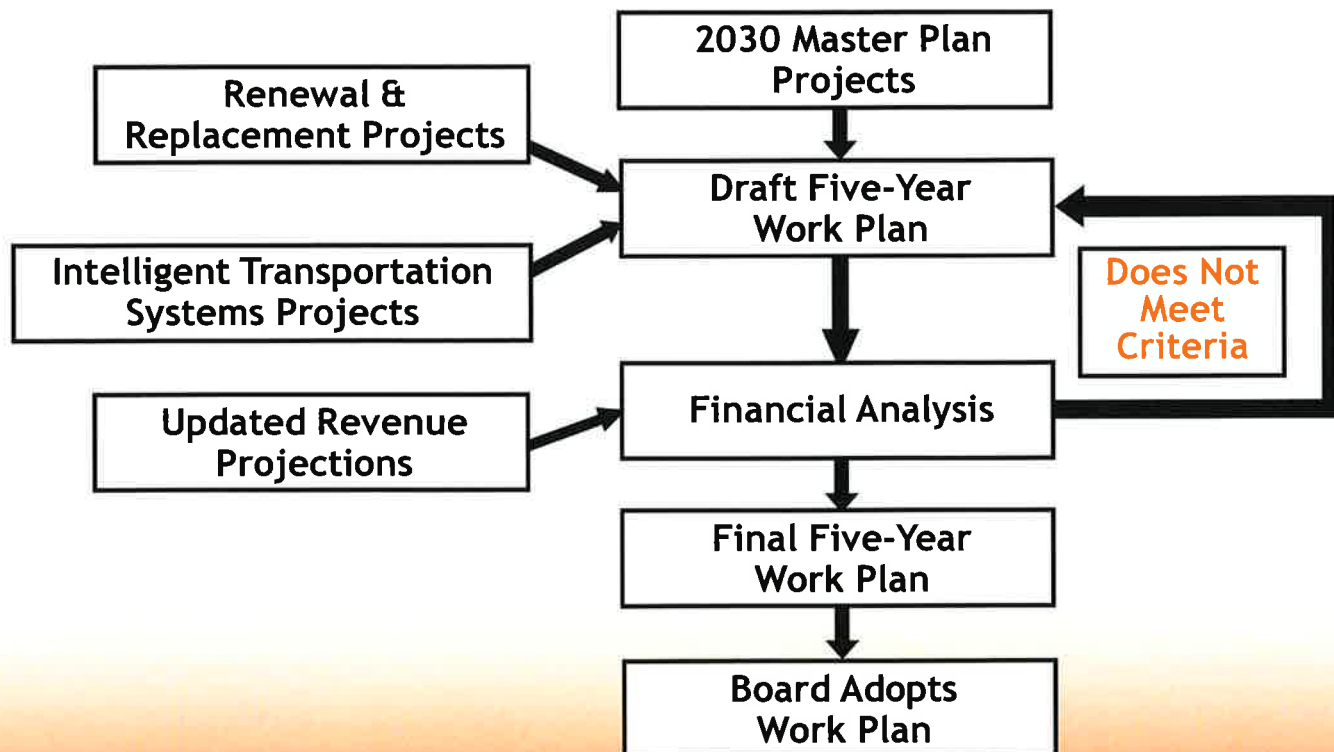 2030 Master Plan
Projects
Renewal &
Replacement Projects
Draft Five-Year
Work Plan
Intelligent Transportation
Systems Projects
Does Not
Meet
Criteria
Financial Analysis
Updated Revenue
Projections
Final Five-Year
Work Plan
Board Adopts
Work Plan